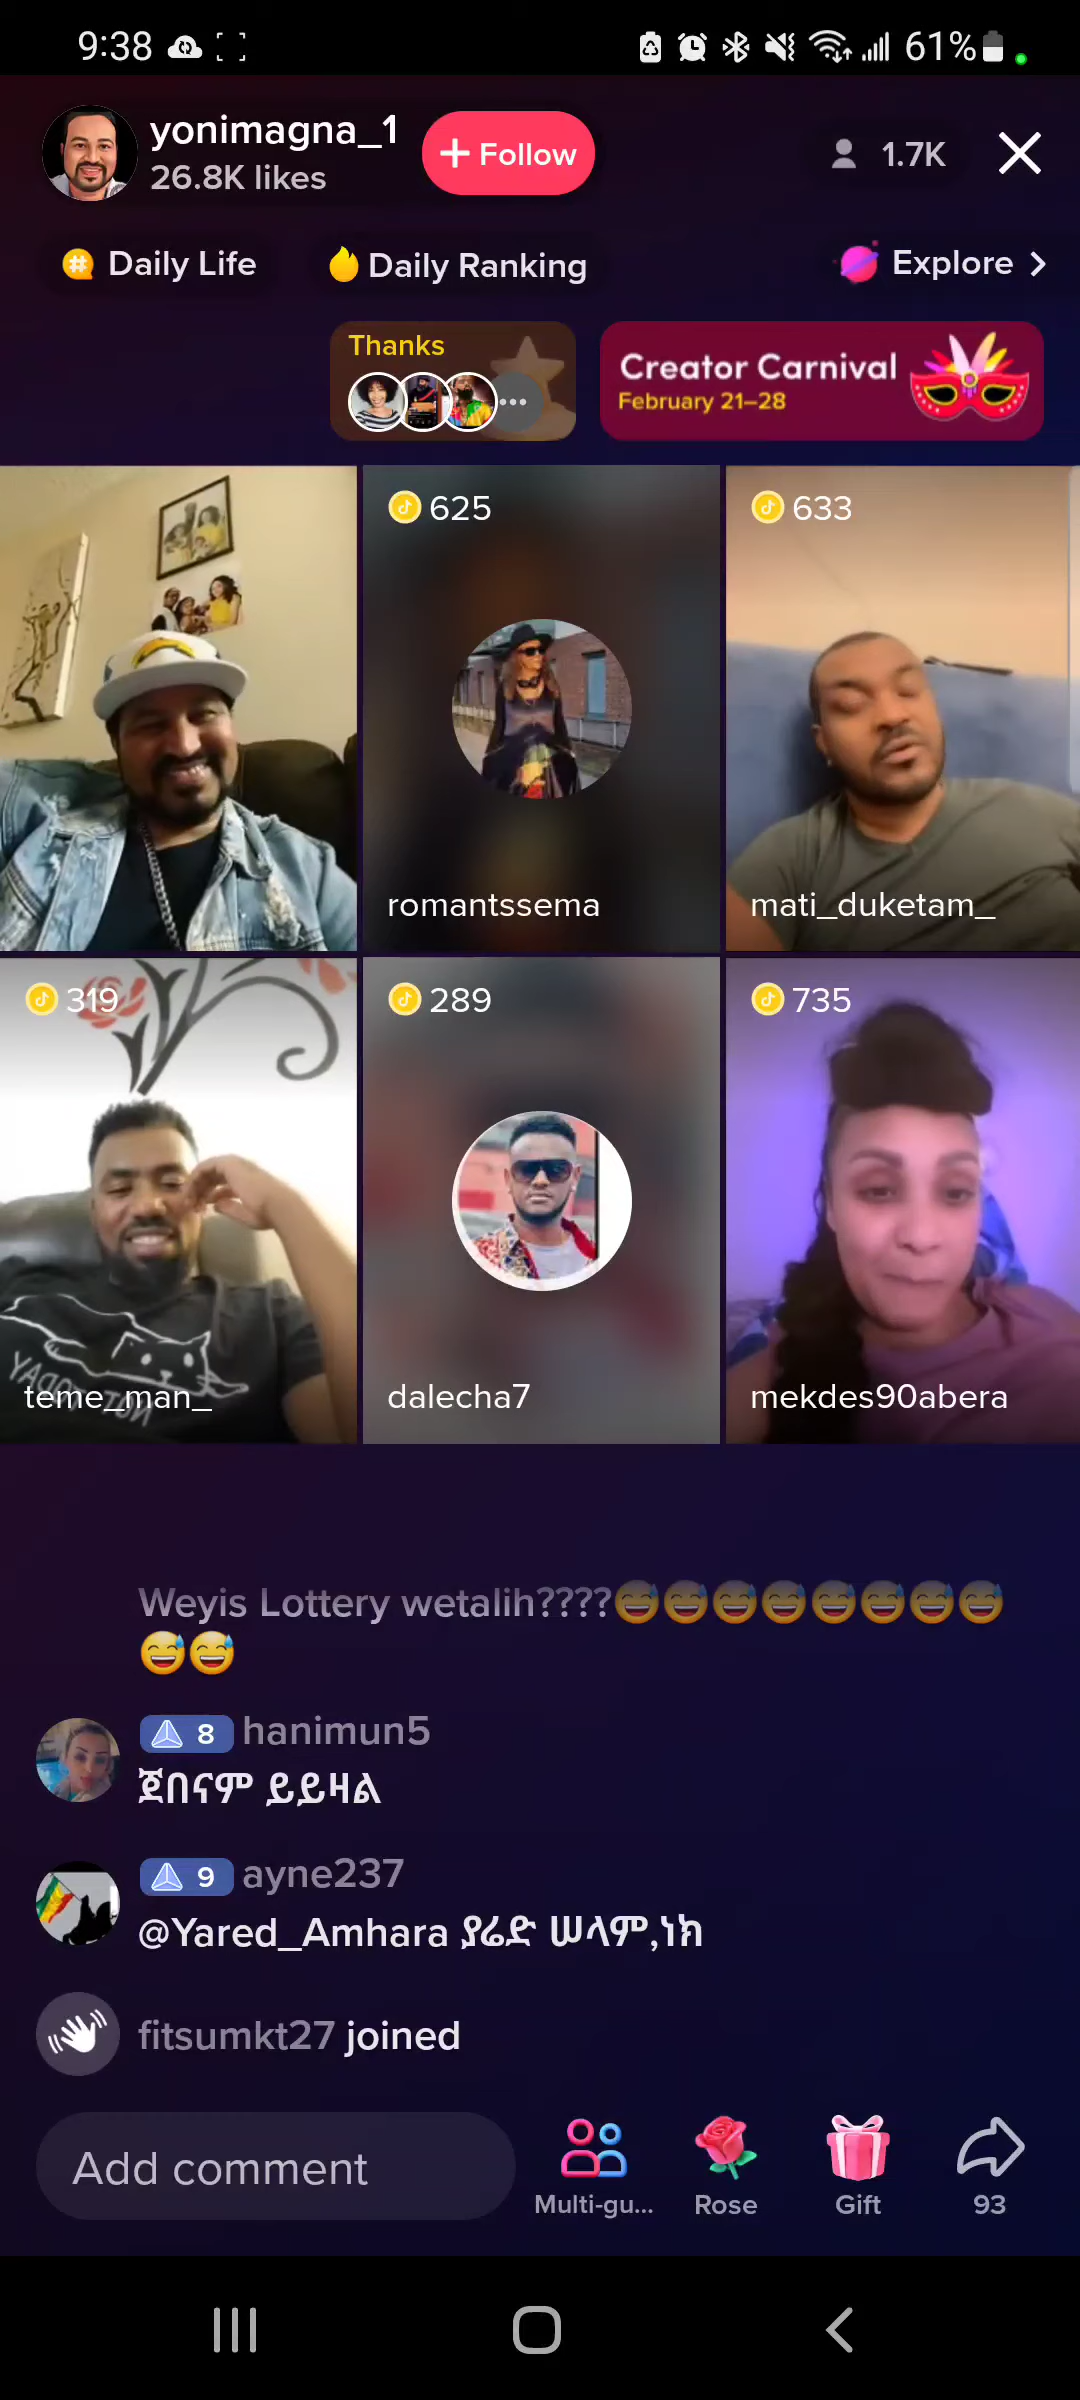 9:38
61%
yonimagna_1
26.8K likes
+ Follow
1.7K
Daily Life
Daily Ranking
Explore
Thanks
Creator Carnival
February 21–28
625
633
romantssema
mati_duketam_
319
289
735
teme_man_
dalecha7
mekdes90abera
Weyis Lottery wetalih????😅😅😅😅😅😅😅😅
😅😅
8 hanimun5
ጀበናም ይይዛል
9 ayne237
@Yared_Amhara ያሬድ ሠላም,ነክ
fitsumkt27 joined
Add comment
Multi-gu...
Rose
Gift
93